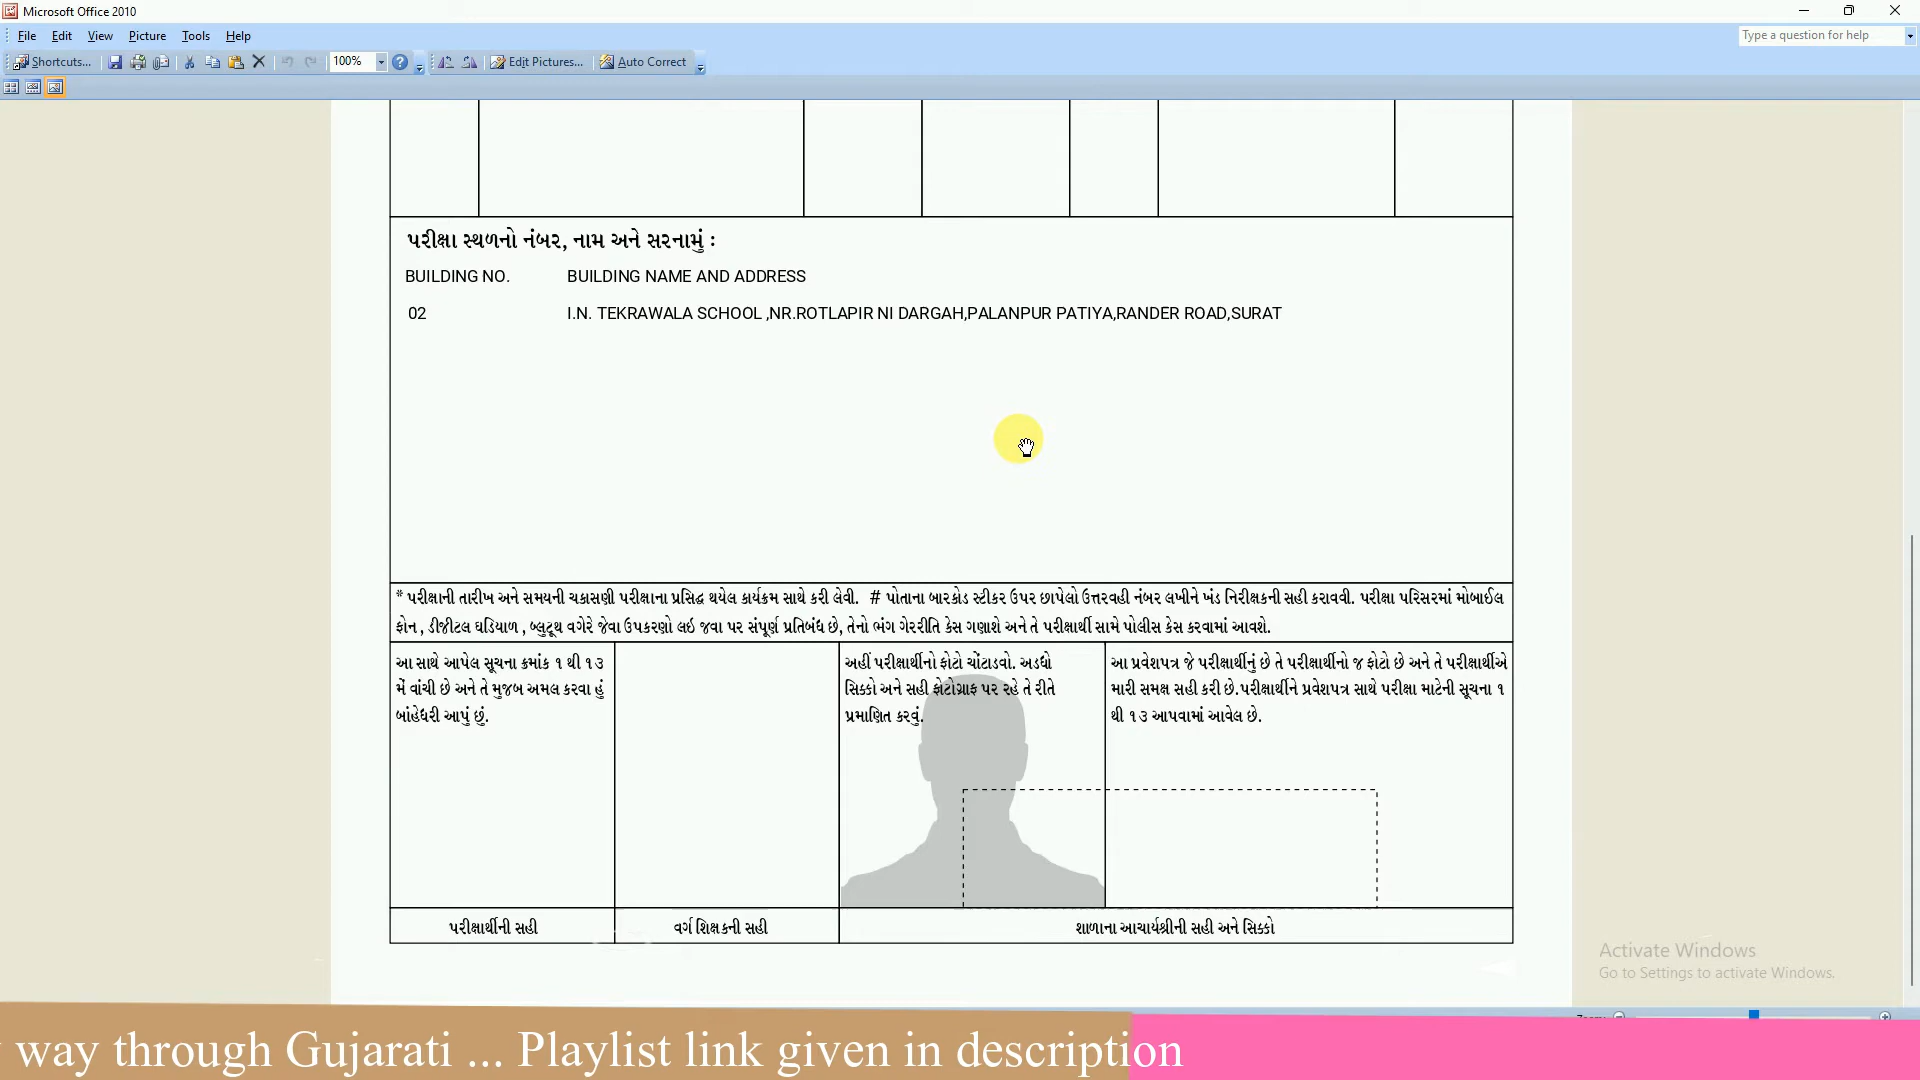 Microsoft Office 2010
File Edit View Picture Tools Help
Type a question for help
Shortcuts... 100% Edit Pictures... Auto Correct
પરીક્ષા સ્થળનો નંબર, નામ અને સરનામું :
BUILDING NO. BUILDING NAME AND ADDRESS
02 I.N. TEKRAWALA SCHOOL ,NR.ROTLAPIR NI DARGAH,PALANPUR PATIYA,RANDER ROAD,SURAT
* પરીક્ષાની તારીખ અને સમયની ચકાસણી પરીક્ષાના પ્રસિદ્ધ થયેલ કાર્યક્રમ સાથે કરી લેવી. # પોતાના બારકોડ સ્ટીકર ઉપર છાપેલો ઉત્તરવહી નંબર લખીને ખંડ નિરીક્ષકની સહી કરાવવી. પરીક્ષા પરિસરમાં મોબાઈલ
ફોન , ડીજીટલ ઘડિયાળ , બ્લુટૂથ વગેરે જેવા ઉપકરણો લઇ જવા પર સંપૂર્ણ પ્રતિબંધ છે, તેનો ભંગ ગેરરીતિ કેસ ગણાશે અને તે પરીક્ષાર્થી સામે પોલીસ કેસ કરવામાં આવશે.
આ સાથે આપેલ સૂચના ક્રમાંક ૧ થી ૧૩
મેં વાંચી છે અને તે મુજબ અમલ કરવા હું
બાંહેધરી આપું છું.
અહીં પરીક્ષાર્થીનો ફોટો ચોંટાડવો. અડધો
સિક્કો અને સહી ફોટોગ્રાફ પર રહે તે રીતે
પ્રમાણિત કરવું.
આ પ્રવેશપત્ર જે પરીક્ષાર્થીનું છે તે પરીક્ષાર્થીનો જ ફોટો છે અને તે પરીક્ષાર્થીએ
મારી સમક્ષ સહી કરી છે.પરીક્ષાર્થીને પ્રવેશપત્ર સાથે પરીક્ષા માટેની સૂચના ૧
થી ૧૩ આપવામાં આવેલ છે.
પરીક્ષાર્થીની સહી
વર્ગ શિક્ષકની સહી
શાળાના આચાર્યશ્રીની સહી અને સિક્કો
Activate Windows
Go to Settings to activate Windows.
way through Gujarati ... Playlist link given in description